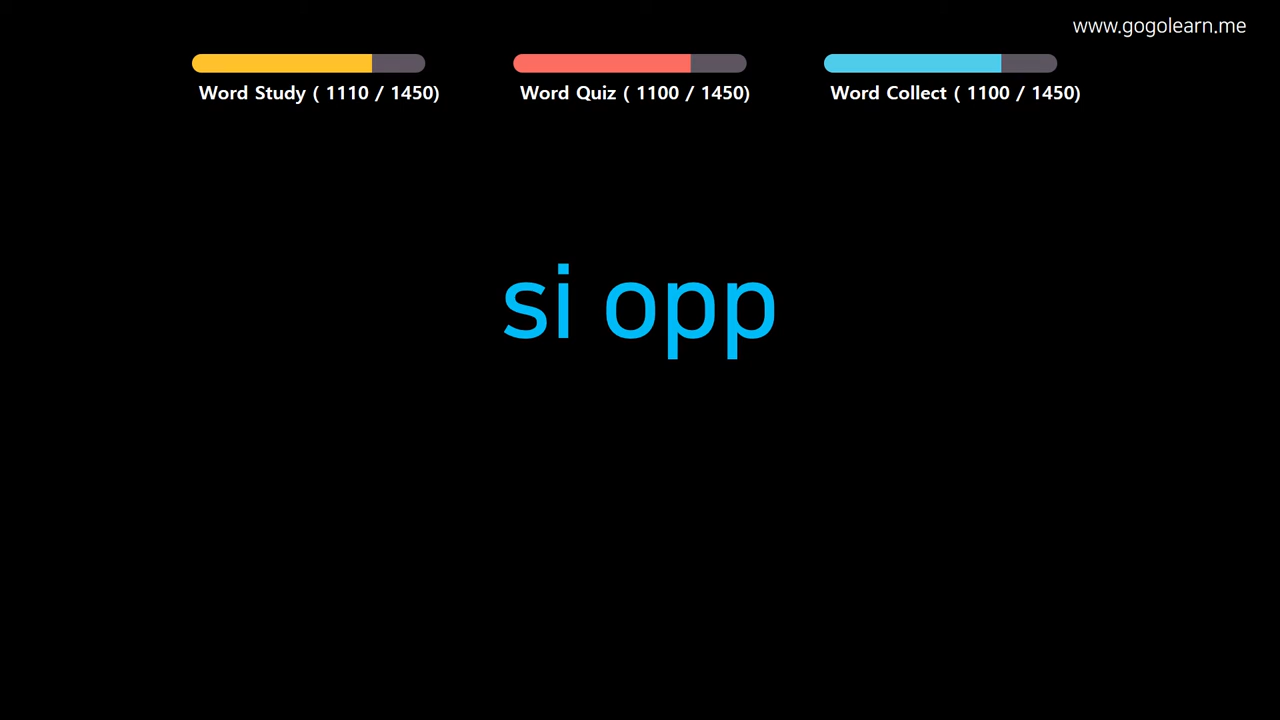 www.gogolearn.me
Word Study ( 1110 / 1450)
Word Quiz ( 1100 / 1450)
Word Collect ( 1100 / 1450)
si opp